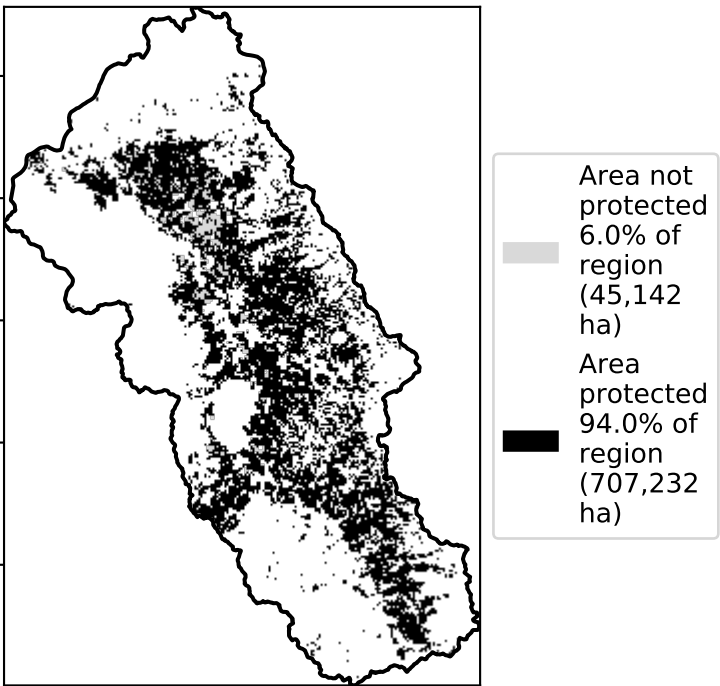 Area not
protected
6.0% of
region
(45,142
ha)
Area
protected
94.0% of
region
(707,232
ha)